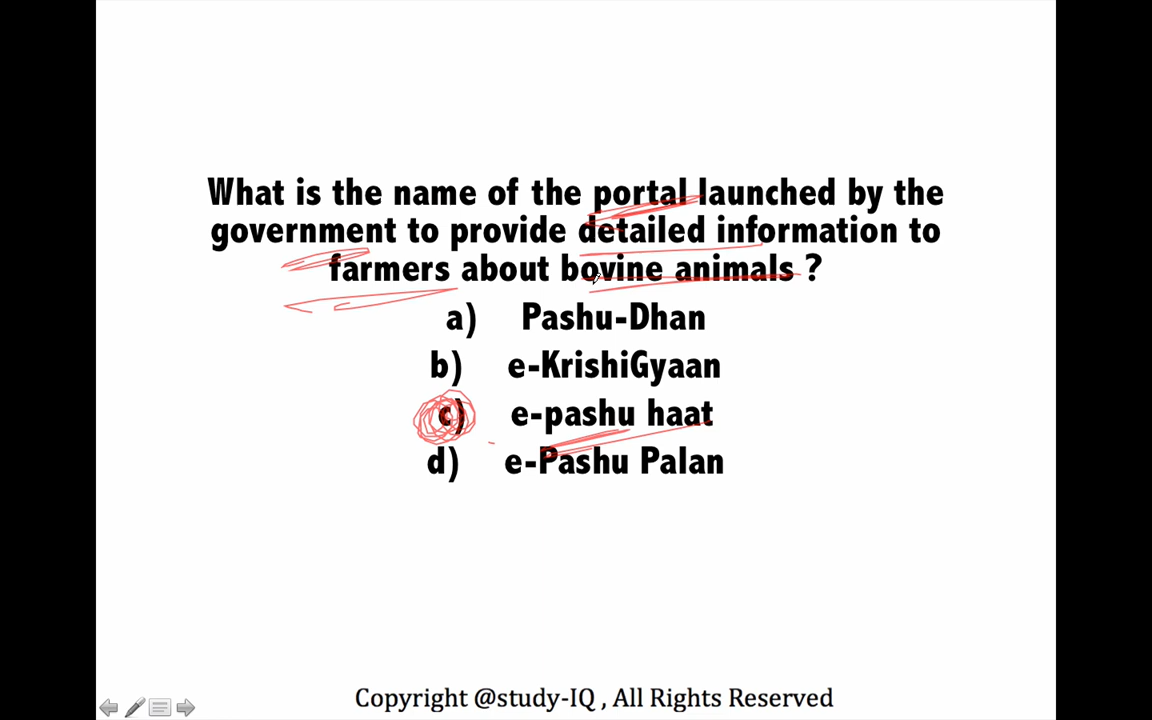 What is the name of the portal launched by the
government to provide detailed information to
farmers about bovine animals ?
a) Pashu-Dhan
b) e-KrishiGyaan
c) e-pashu haat
d) e-Pashu Palan
Copyright @study-IQ , All Rights Reserved